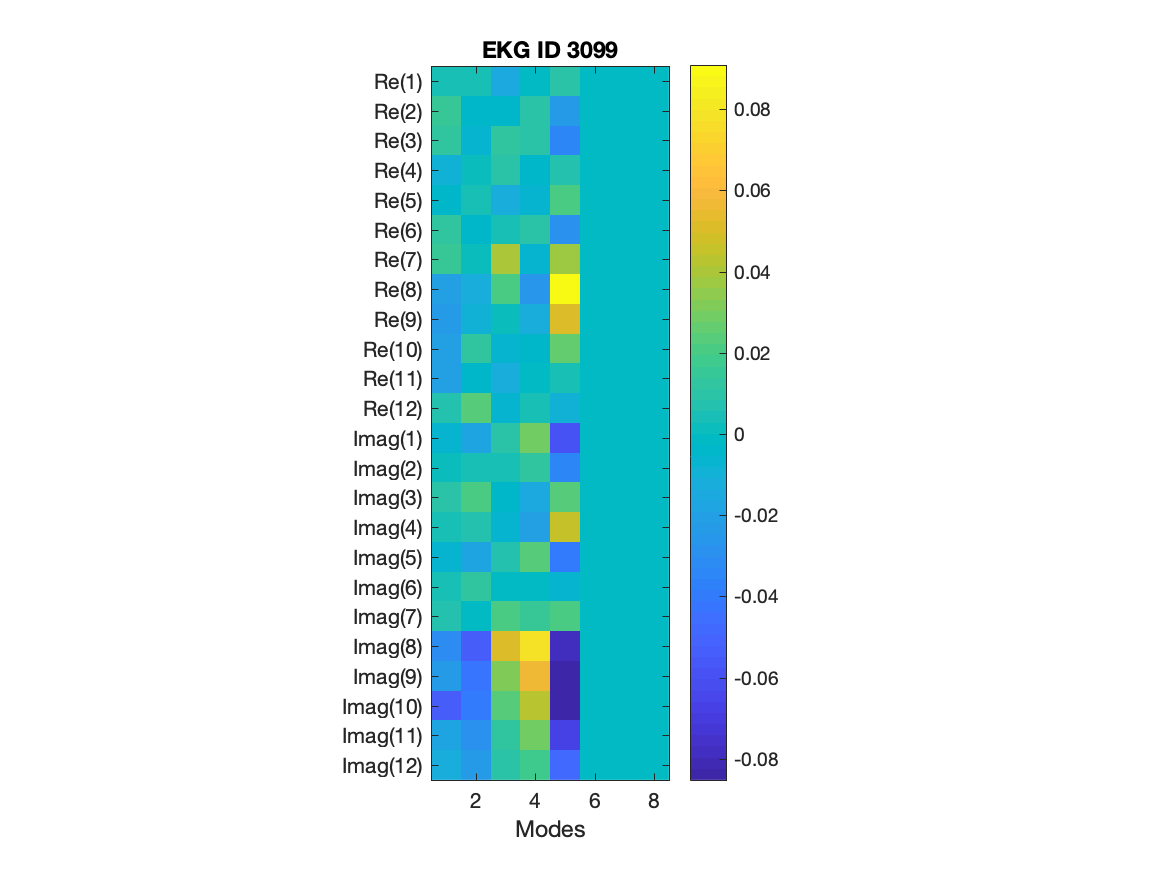 EKG ID 3099
Re(1)
Re(2)
Re(3)
Re(4)
Re(5)
Re(6)
Re(7)
Re(8)
Re(9)
Re(10)
Re(11)
Re(12)
Imag(1)
Imag(2)
Imag(3)
Imag(4)
Imag(5)
Imag(6)
Imag(7)
Imag(8)
Imag(9)
Imag(10)
Imag(11)
Imag(12)
2 4 6 8
Modes
0.08
0.06
0.04
0.02
0
-0.02
-0.04
-0.06
-0.08